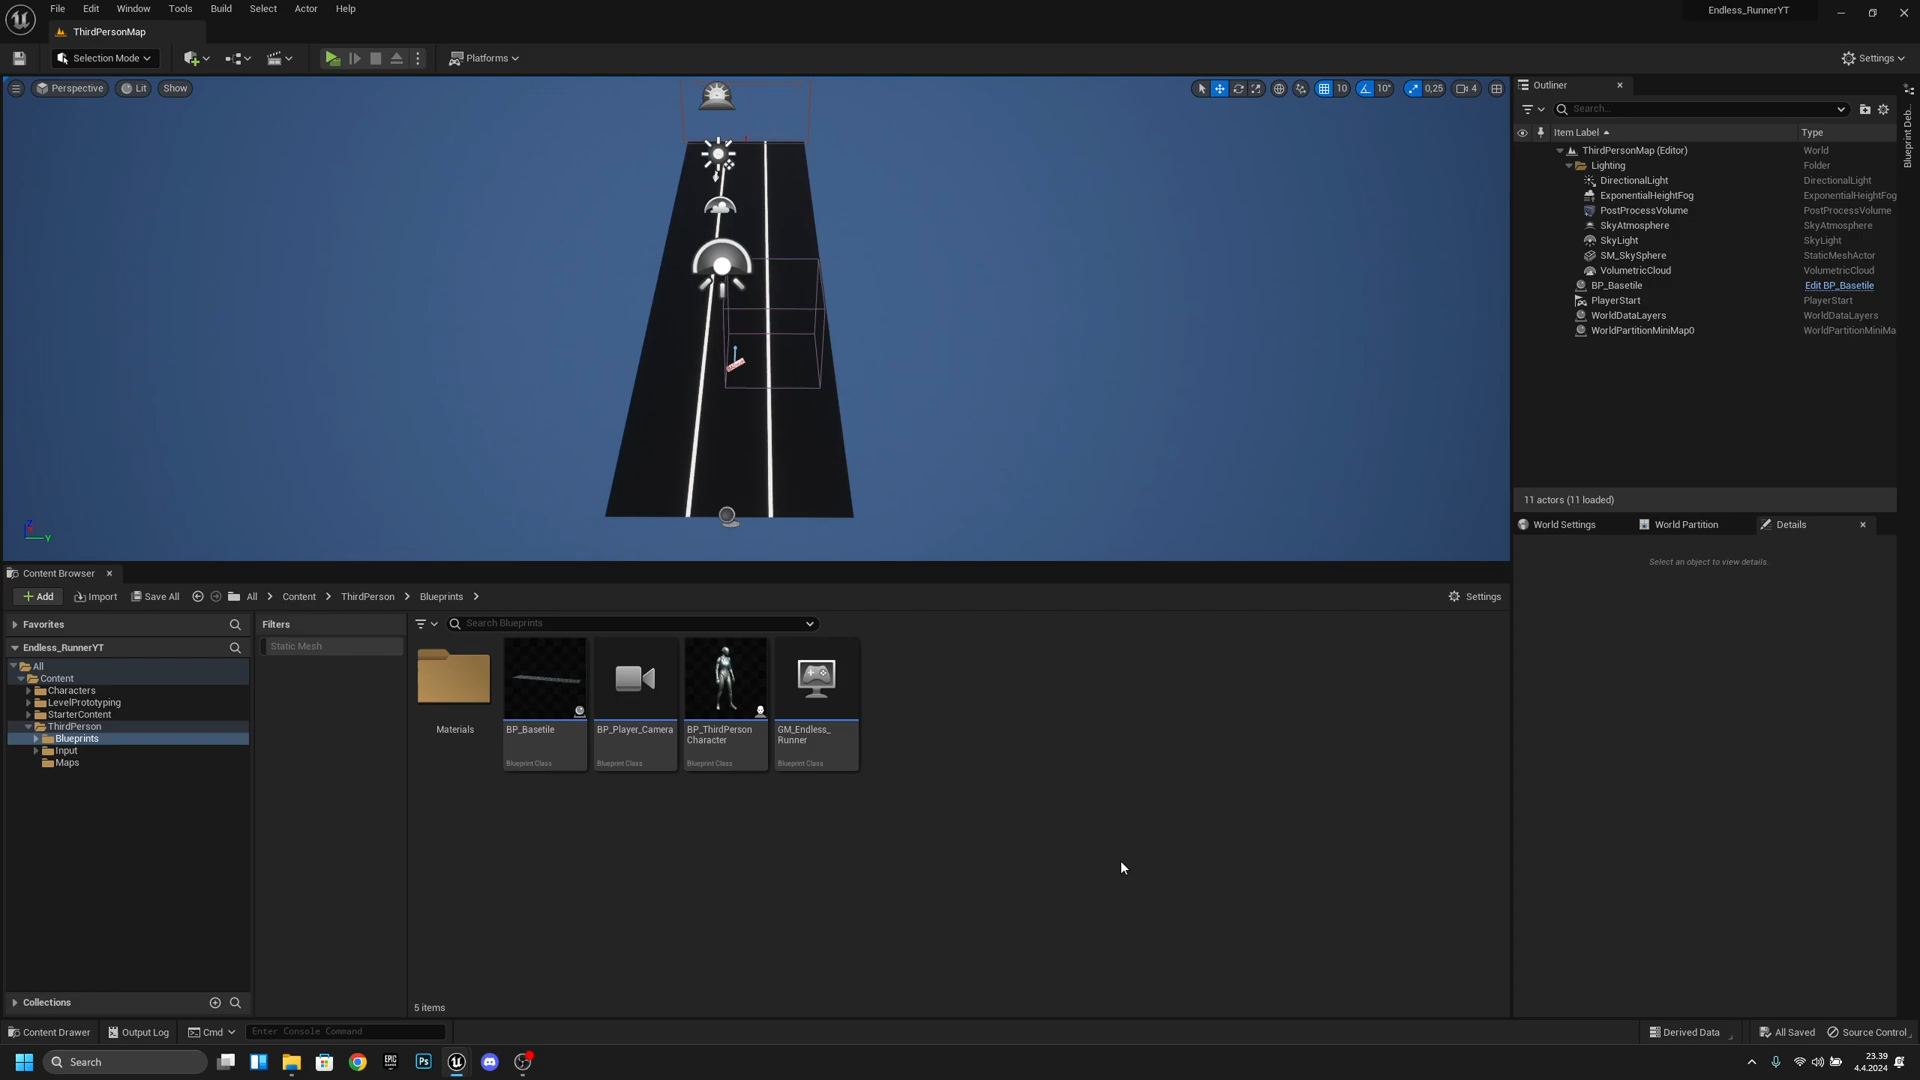 File Edit Window Tools Build Select Actor Help
Endless_RunnerYT
ThirdPersonMap
Selection Mode
Platforms
Settings
Perspective
Lit
Show
10
10°
0,25
4
Outliner
Search...
Item Label
Type
ThirdPersonMap (Editor) World
Lighting Folder
DirectionalLight DirectionalLight
ExponentialHeightFog ExponentialHeightFog
PostProcessVolume PostProcessVolume
SkyAtmosphere SkyAtmosphere
SkyLight SkyLight
SM_SkySphere StaticMeshActor
VolumetricCloud VolumetricCloud
BP_Basetile Edit BP_Basetile
PlayerStart PlayerStart
WorldDataLayers WorldDataLayers
WorldPartitionMiniMap0 WorldPartitionMiniMa
11 actors (11 loaded)
Blueprint Deb...
World Settings
World Partition
Details
Select an object to view details.
Z
Y
Content Browser
Add
Import
Save All
All > Content > ThirdPerson > Blueprints >
Settings
Favorites
Endless_RunnerYT
All
Content
Characters
LevelPrototyping
StarterContent
ThirdPerson
Blueprints
Input
Maps
Collections
Filters
Static Mesh
Search Blueprints
Materials
BP_Basetile
Blueprint Class
BP_Player_Camera
Blueprint Class
BP_ThirdPerson
Character
Blueprint Class
GM_Endless_
Runner
Blueprint Class
5 items
Content Drawer
Output Log
Cmd
Enter Console Command
Derived Data
All Saved
Source Control
Search
EPIC
Ps
23.39
4.4.2024